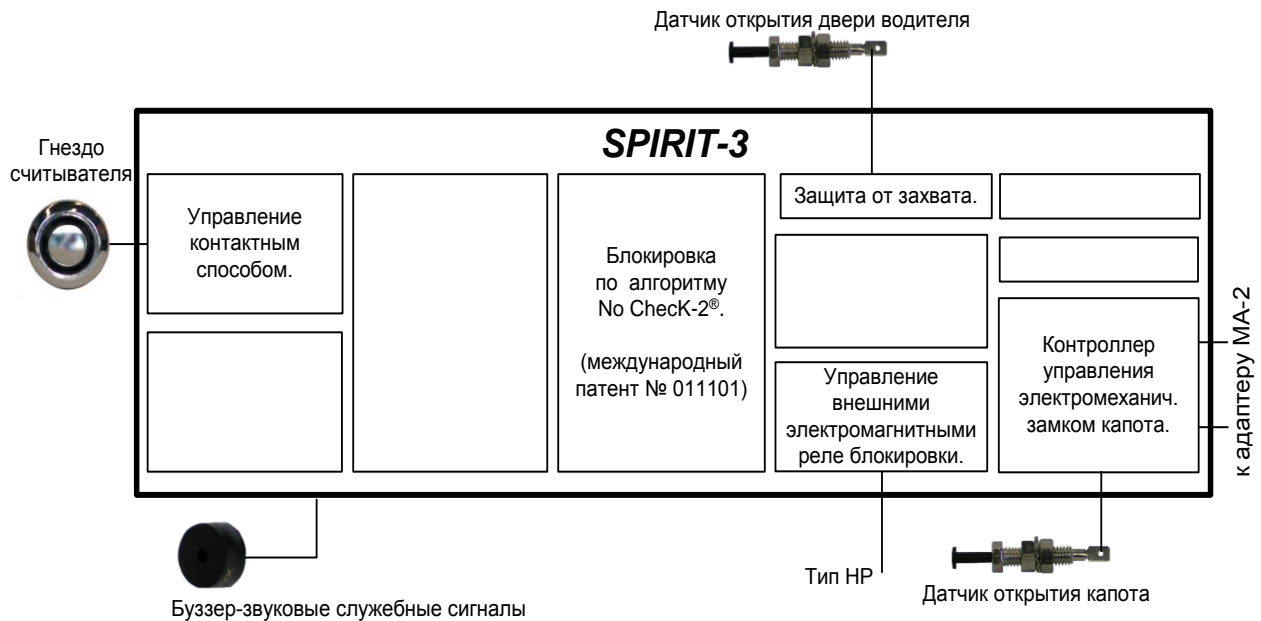 Датчик открытия двери водителя
SPIRIT-3
Гнездо
считывателя
Управление
контактным
способом.
Блокировка
по алгоритму
No ChecK-2®.
(международный
патент № 011101)
Защита от захвата.
Управление
внешними
электромагнитными
реле блокировки.
Контроллер
управления
электромеханич.
замком капота.
к адаптеру МА-2
Буззер-звуковые служебные сигналы
Тип НР
Датчик открытия капота